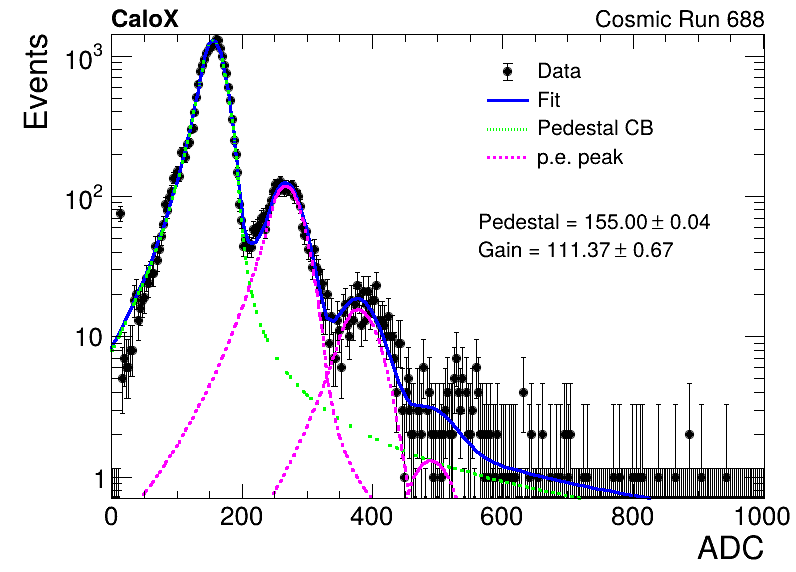 CaloX Cosmic Run 688
Events
Data
Fit
Pedestal CB
p.e. peak
Pedestal = 155.00 ± 0.04
Gain = 111.37 ± 0.67
10³
10²
10
1
0 200 400 600 800 1000
ADC